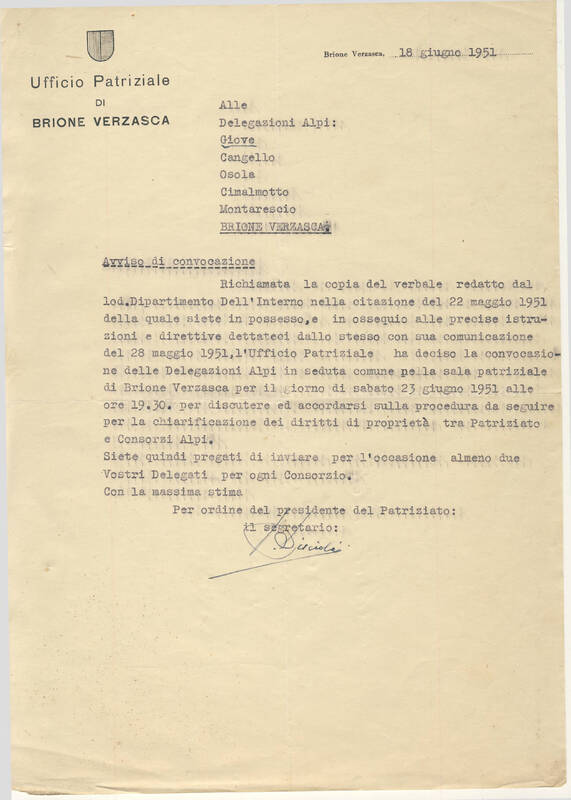 Ufficio Patriziale
DI
BRIONE VERZASCA
Brione Verzasca, 18 giugno 1951
Alle
Delegazioni Alpi:
Giove
Cangello
Osola
Cimalmotto
Montarescio
BRIONE VERZASCA:
Avviso di convocazione
Richiamata la copia del verbale redatto dal
lod.Dipartimento Dell'Interno nella citazione del 22 maggio 1951
della quale siete in possesso,e in ossequio alle precise istru-
zioni e direttive dettateci dallo stesso con sua comunicazione
del 28 maggio 1951,l'Ufficio Patriziale ha deciso la convocazio-
ne delle Delegazioni Alpi in seduta comune nella sala patriziale
di Brione Verzasca per il giorno di sabato 23 giugno 1951 alle
ore 19.30. per discutere ed accordarsi sulla procedura da seguire
per la chiarificazione dei diritti di proprietà tra Patriziato
e Consorzi Alpi.
Siete quindi pregati di inviare per l'occasione almeno due
Vostri Delegati per ogni Consorzio.
Con la massima stima
Per ordine del presidente del Patriziato:
il segretario: